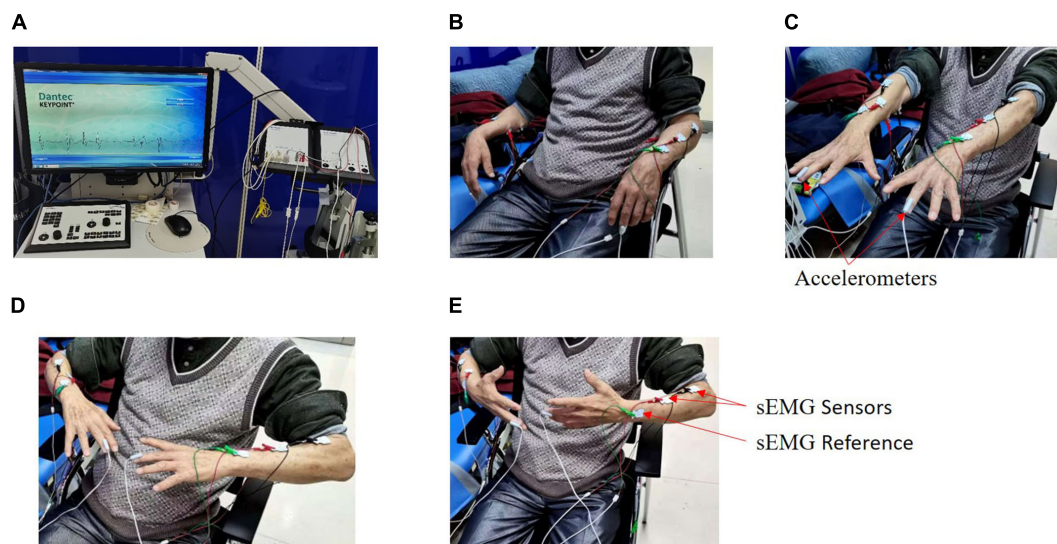 A
B
C
Dantec
KEYPOINT®
Accelerometers
D
E
sEMG Sensors
sEMG Reference